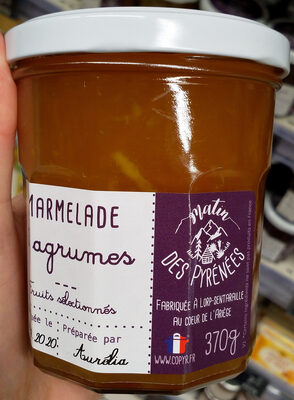 MARMELADE
agrumes
Fruits sélectionnés
Préparée par
2020
Aurélia
Matin
DES PYRÉNÉES
FABRIQUÉE À LORP-SENTARAILLE
AU COEUR DE L'ARIÈGE
WWW.COPYR.FR
370g